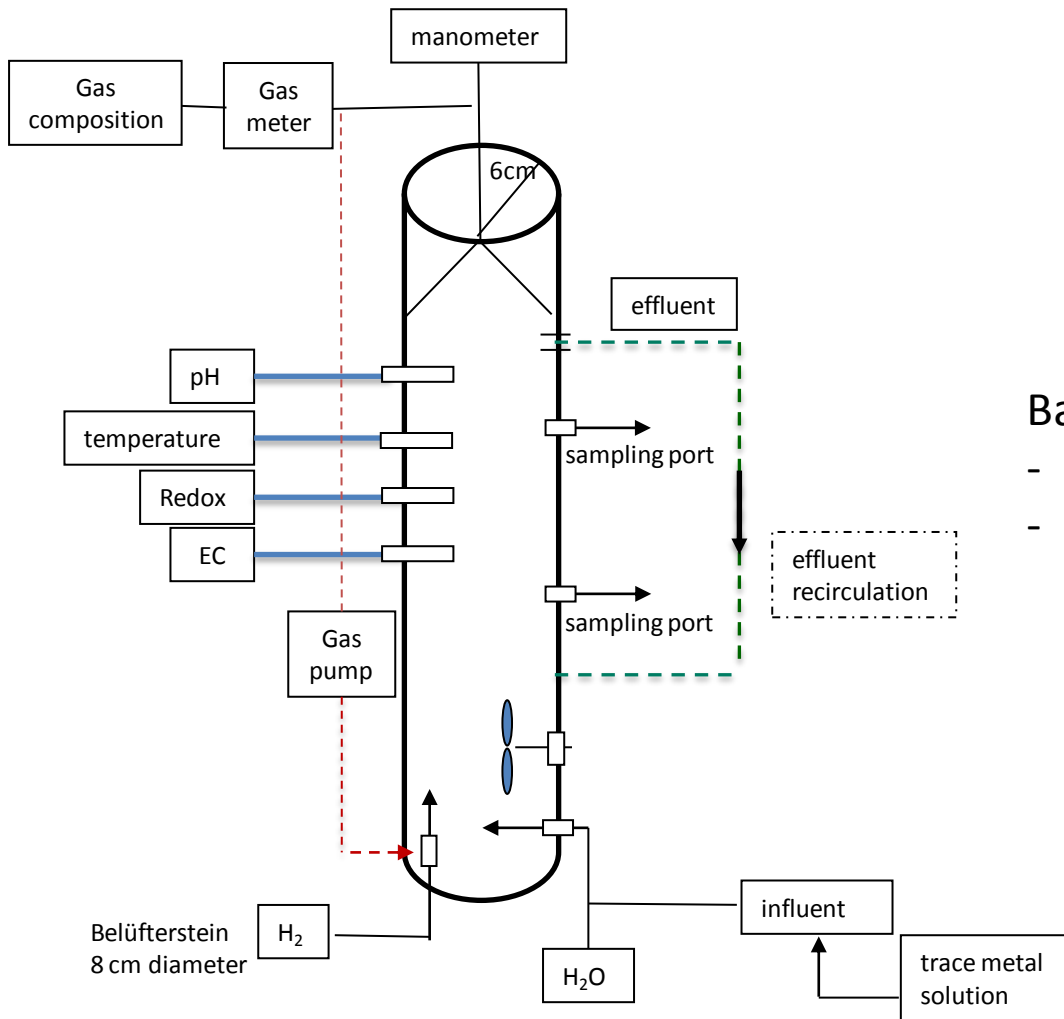 manometer
Gas
composition
Gas
meter
6cm
effluent
pH
sampling port
temperature
Ba
-
Redox
-
EC
effluent
recirculation
sampling port
Gas
pump
influent
Belüfterstein
8 cm diameter
H₂
H₂O
trace metal
solution